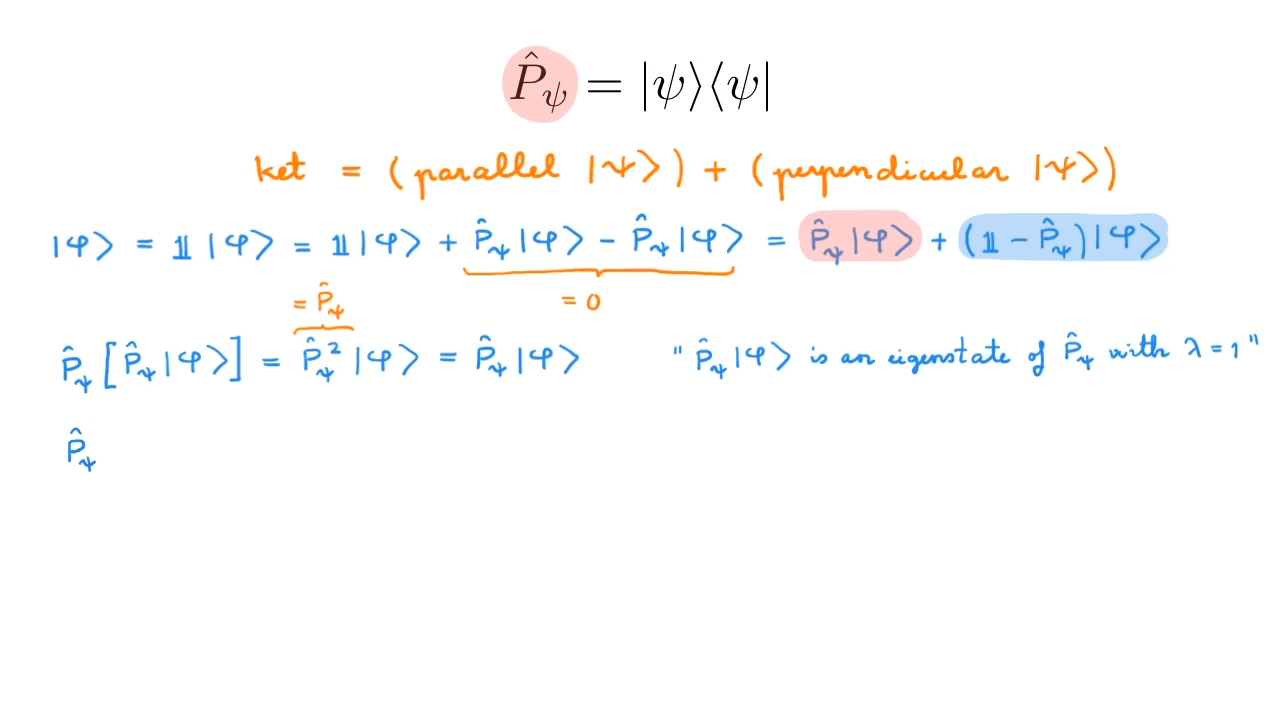 P̂_ψ = |ψ⟩⟨ψ|
ket = (parallel |ψ⟩) + (perpendicular |ψ⟩)
|φ⟩ = 𝟙 |φ⟩ = 𝟙 |φ⟩ + P̂_ψ |φ⟩ − P̂_ψ |φ⟩ = P̂_ψ |φ⟩ + (𝟙 − P̂_ψ) |φ⟩
= P̂_ψ
= 0
P̂_ψ [P̂_ψ |φ⟩] = P̂_ψ² |φ⟩ = P̂_ψ |φ⟩ " P̂_ψ |φ⟩ is an eigenstate of P̂_ψ with λ = 1 "
P̂_ψ